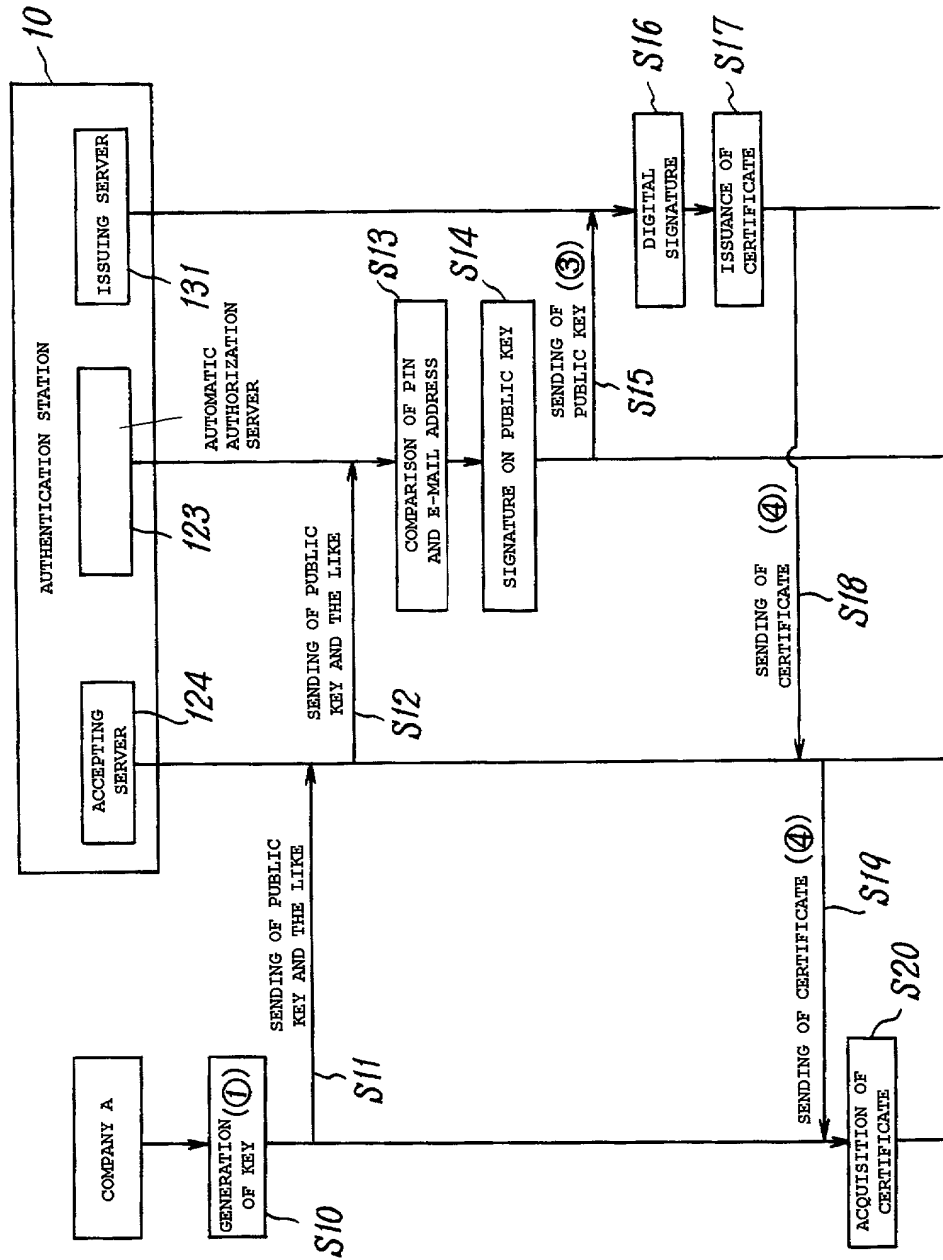 10
AUTHENTICATION STATION
COMPANY A
ACCEPTING
SERVER
124
123
AUTOMATIC
AUTHORIZATION
SERVER
ISSUING SERVER
131
GENERATION (①)
OF KEY
S10
SENDING OF PUBLIC
KEY AND THE LIKE
S11
SENDING OF PUBLIC
KEY AND THE LIKE
S12
COMPARISON OF PIN
AND E-MAIL ADDRESS
S13
SIGNATURE ON PUBLIC KEY
S14
SENDING OF
PUBLIC KEY (③)
S15
DIGITAL
SIGNATURE
S16
ISSUANCE OF
CERTIFICATE
S17
SENDING OF
CERTIFICATE (④)
S18
SENDING OF CERTIFICATE (④)
S19
ACQUISITION OF
CERTIFICATE
S20